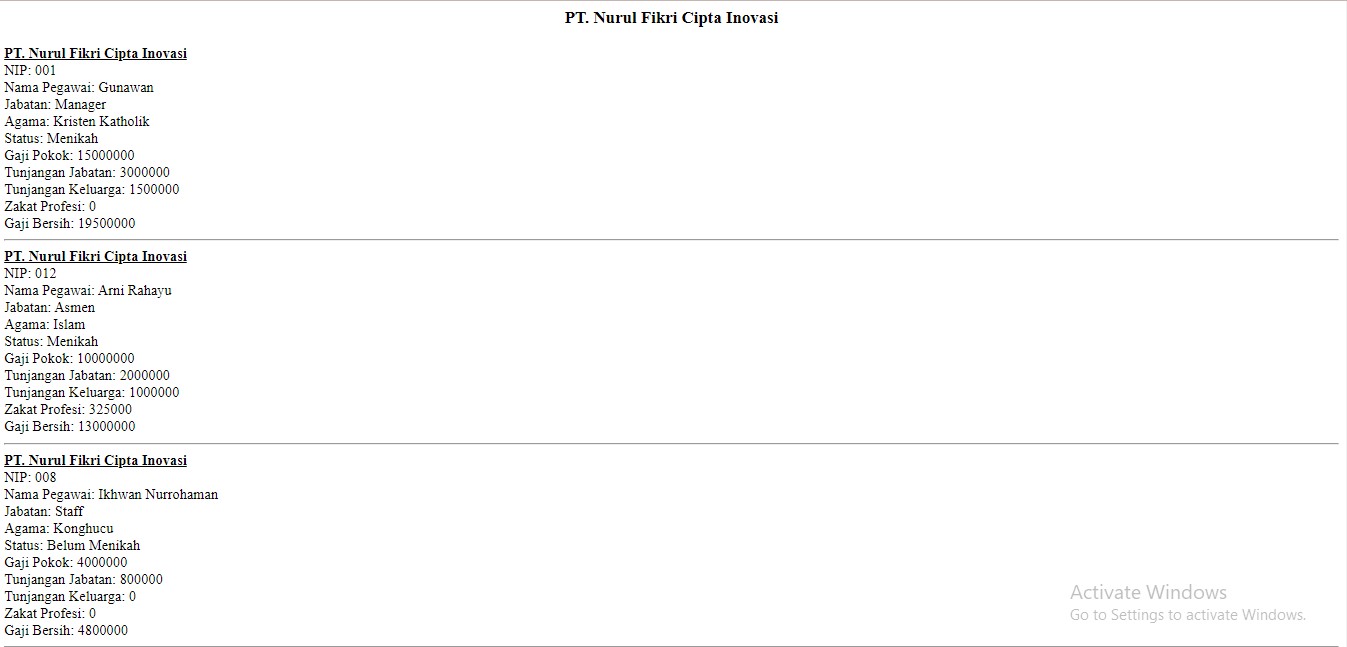 PT. Nurul Fikri Cipta Inovasi
PT. Nurul Fikri Cipta Inovasi
NIP: 001
Nama Pegawai: Gunawan
Jabatan: Manager
Agama: Kristen Katholik
Status: Menikah
Gaji Pokok: 15000000
Tunjangan Jabatan: 3000000
Tunjangan Keluarga: 1500000
Zakat Profesi: 0
Gaji Bersih: 19500000
PT. Nurul Fikri Cipta Inovasi
NIP: 012
Nama Pegawai: Arni Rahayu
Jabatan: Asmen
Agama: Islam
Status: Menikah
Gaji Pokok: 10000000
Tunjangan Jabatan: 2000000
Tunjangan Keluarga: 1000000
Zakat Profesi: 325000
Gaji Bersih: 13000000
PT. Nurul Fikri Cipta Inovasi
NIP: 008
Nama Pegawai: Ikhwan Nurrohaman
Jabatan: Staff
Agama: Konghucu
Status: Belum Menikah
Gaji Pokok: 4000000
Tunjangan Jabatan: 800000
Tunjangan Keluarga: 0
Zakat Profesi: 0
Gaji Bersih: 4800000
Activate Windows
Go to Settings to activate Windows.